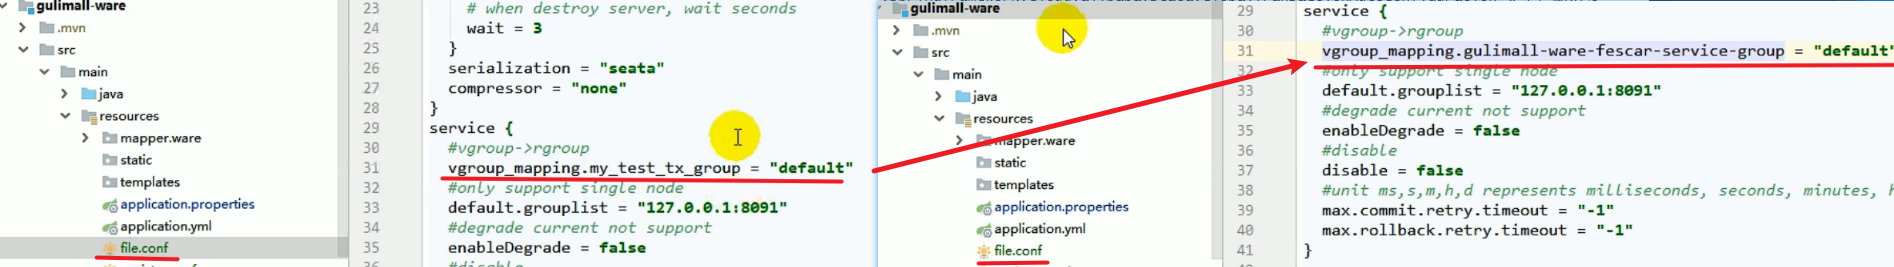 gulimall-ware
.mvn
src
main
java
resources
mapper.ware
static
templates
application.properties
application.yml
file.conf
23 # when destroy server, wait seconds
24 wait = 3
25 }
26 serialization = "seata"
27 compressor = "none"
28 }
29 service {
30 #vgroup->rgroup
31 vgroup_mapping.my_test_tx_group = "default"
32 #only support single node
33 default.grouplist = "127.0.0.1:8091"
34 #degrade current not support
35 enableDegrade = false
36 #disable
gulimall-ware
.mvn
src
main
java
resources
mapper.ware
static
templates
application.properties
application.yml
file.conf
29 service {
30 #vgroup->rgroup
31 vgroup_mapping.gulimall-ware-fescar-service-group = "default"
32 #only support single node
33 default.grouplist = "127.0.0.1:8091"
34 #degrade current not support
35 enableDegrade = false
36 #disable
37 disable = false
38 #unit ms,s,m,h,d represents milliseconds, seconds, minutes, h
39 max.commit.retry.timeout = "-1"
40 max.rollback.retry.timeout = "-1"
41 }